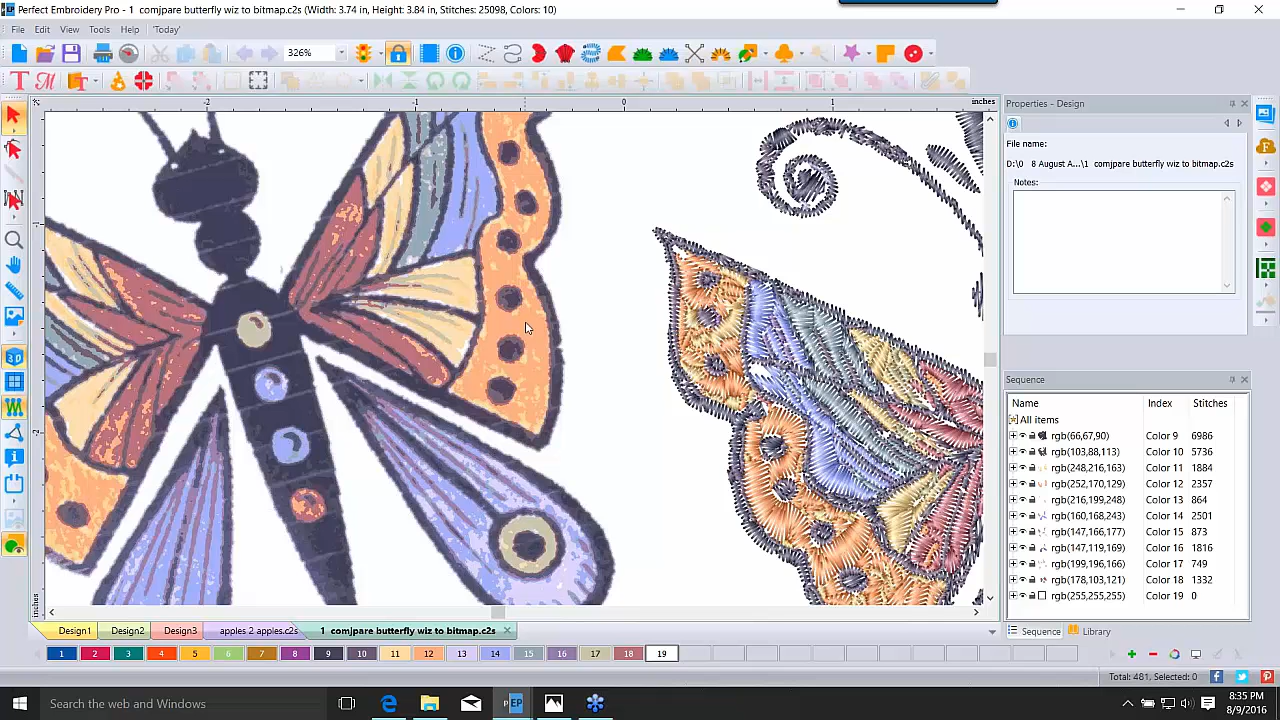 Perfect Embroidery Pro - 1 comjpare butterfly wiz to bitmap.c2s (Width: 3.74 in, Height: 3.84 in, Stitches: 25098, Colors: 10)
File Edit View Tools Help 'Today'
326%
-2 -1 0 1 inches
inches
Properties - Design
File name:
D:\0 8 August A...\1 comjpare butterfly wiz to bitmap.c2s
Notes:
Sequence
Name Index Stitches
All items
rgb(66,67,90) Color 9 6986
rgb(103,88,113) Color 10 5736
rgb(248,216,163) Color 11 1884
rgb(252,170,129) Color 12 2357
rgb(216,199,248) Color 13 864
rgb(160,168,243) Color 14 2501
rgb(147,166,177) Color 15 873
rgb(147,119,169) Color 16 1816
rgb(199,196,166) Color 17 749
rgb(178,103,121) Color 18 1332
rgb(255,255,255) Color 19 0
Sequence Library
Design1 Design2 Design3 apples 2 apples.c2s 1 comjpare butterfly wiz to bitmap.c2s
1 2 3 4 5 6 7 8 9 10 11 12 13 14 15 16 17 18 19
Total: 481, Selected: 0
Search the web and Windows
8:35 PM
8/9/2016